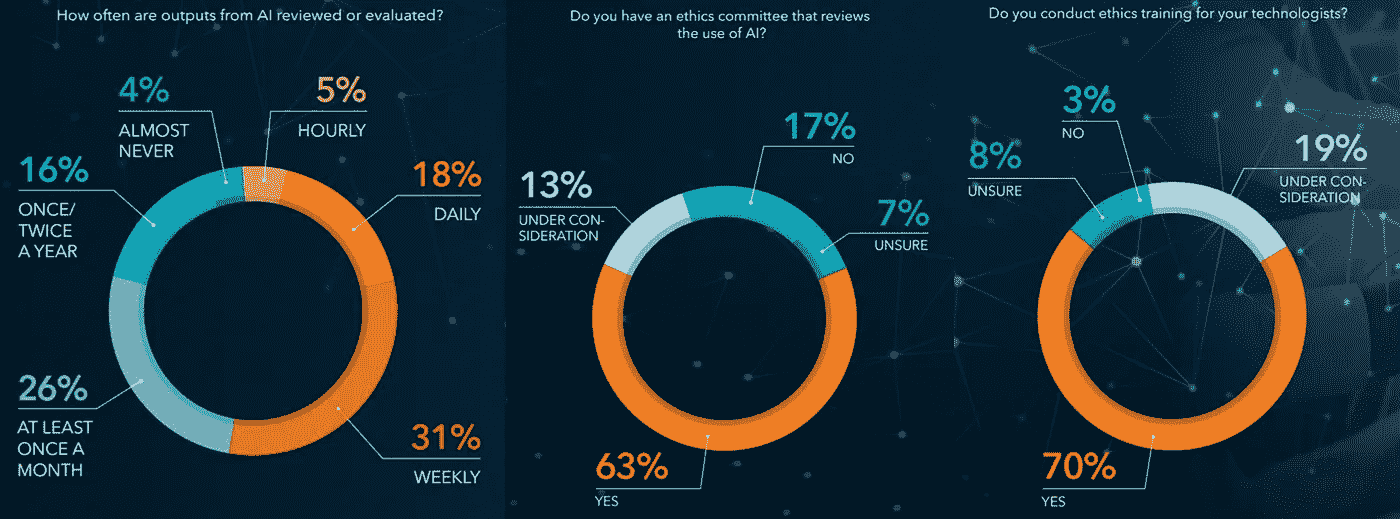 How often are outputs from AI reviewed or evaluated?
4%
ALMOST
NEVER
5%
HOURLY
16%
ONCE/
TWICE
A YEAR
18%
DAILY
26%
AT LEAST
ONCE A
MONTH
31%
WEEKLY
Do you have an ethics committee that reviews
the use of AI?
17%
NO
13%
UNDER CON-
SIDERATION
7%
UNSURE
63%
YES
Do you conduct ethics training for your technologists?
3%
NO
8%
UNSURE
19%
UNDER CON-
SIDERATION
70%
YES